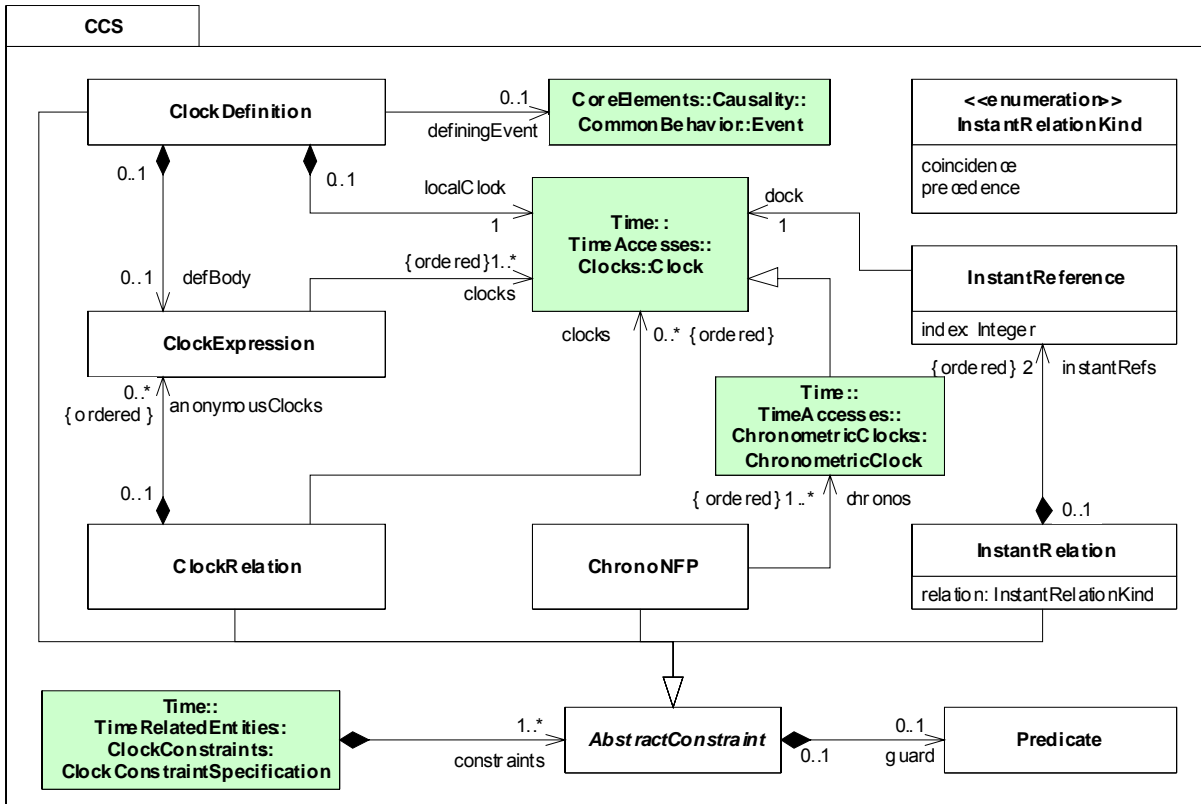 CCS
ClockDefinition
0..1
definingEvent
CoreElements::Causality::
CommonBehavior::Event
<<enumeration>>
InstantRelationKind
coincidence
precedence
0..1
0..1
localClock
1
Time::
TimeAccesses::
Clocks::Clock
clock
1
0..1
defBody
{ordered} 1..*
clocks
InstantReference
index: Integer
ClockExpression
clocks
0..* {ordered}
{ordered} 2
instantRefs
0..*
{ordered}
anonymousClocks
Time::
TimeAccesses::
ChronometricClocks::
ChronometricClock
0..1
{ordered} 1..*
chronos
0..1
ClockRelation
ChronoNFP
InstantRelation
relation: InstantRelationKind
Time::
TimeRelatedEntities::
ClockConstraints:
ClockConstraintSpecification
1..*
constraints
AbstractConstraint
0..1
0..1
guard
Predicate